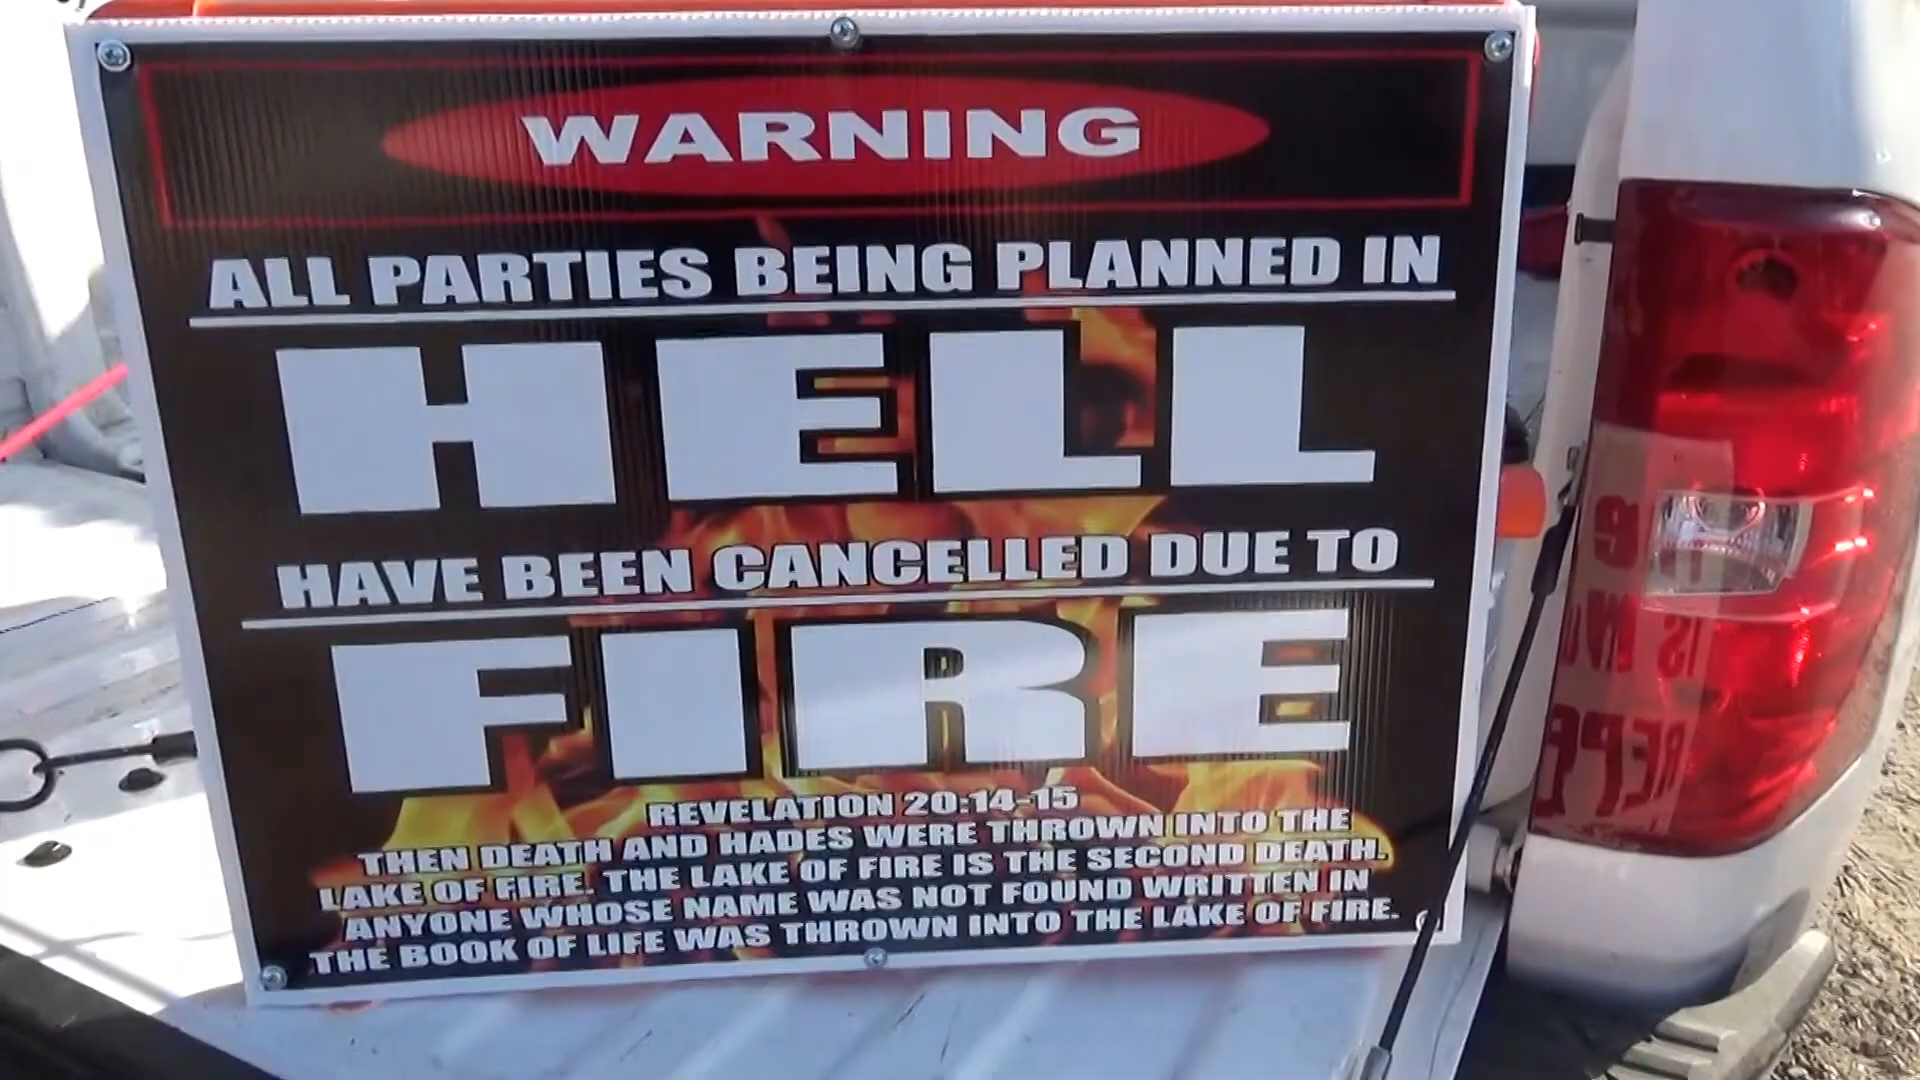 WARNING
ALL PARTIES BEING PLANNED IN
HELL
HAVE BEEN CANCELLED DUE TO
FIRE
REVELATION 20:14-15
THEN DEATH AND HADES WERE THROWN INTO THE
LAKE OF FIRE. THE LAKE OF FIRE IS THE SECOND DEATH.
ANYONE WHOSE NAME WAS NOT FOUND WRITTEN IN
THE BOOK OF LIFE WAS THROWN INTO THE LAKE OF FIRE.